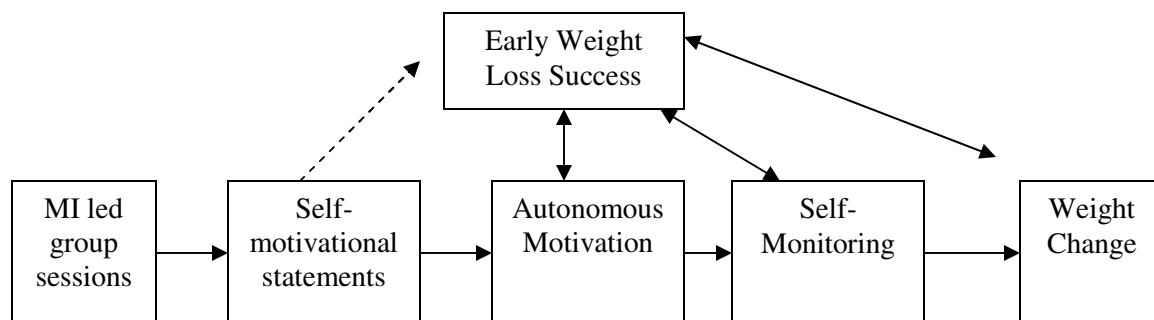 Early Weight
Loss Success
MI led
group
sessions
Self-
motivational
statements
Autonomous
Motivation
Self-
Monitoring
Weight
Change